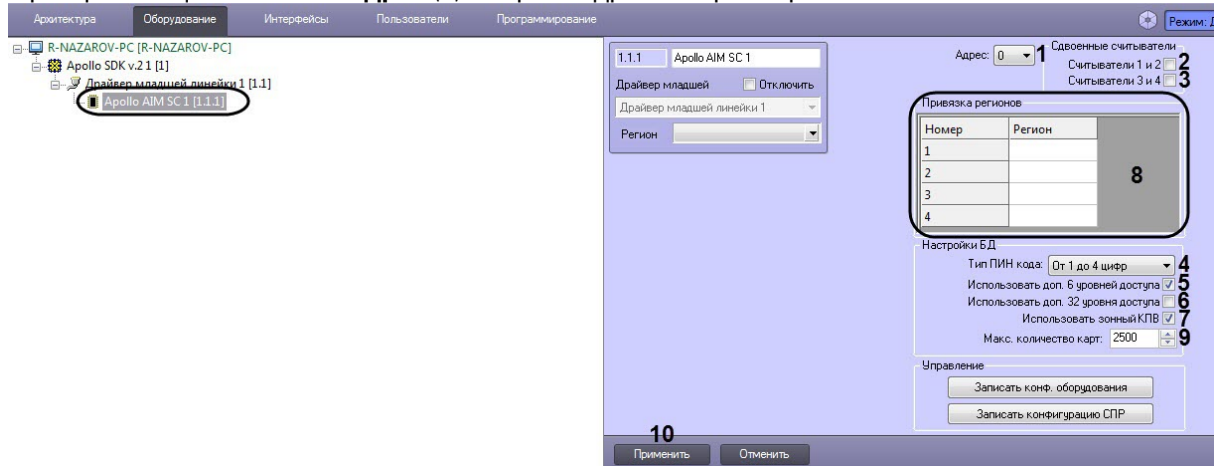 Архитектура Оборудование Интерфейсы Пользователи Программирование Режим: Д
R-NAZAROV-PC [R-NAZAROV-PC]
Apollo SDK v.2 1 [1]
Драйвер младшей линейки 1 [1.1]
Apollo AIM SC 1 [1.1.1]
1.1.1 Apollo AIM SC 1
Драйвер младшей Отключить
Драйвер младшей линейки 1
Регион
Адрес: 0 1
Сдвоенные считыватели
Считыватели 1 и 2 2
Считыватели 3 и 4 3
Привязка регионов
Номер Регион
1
2
3
4
8
Настройки БД
Тип ПИН кода: От 1 до 4 цифр 4
Использовать доп. 6 уровней доступа 5
Использовать доп. 32 уровня доступа 6
Использовать зонный КПВ 7
Макс. количество карт: 2500 9
Управление
Записать конф. оборудования
Записать конфигурацию СПР
10
Применить Отменить